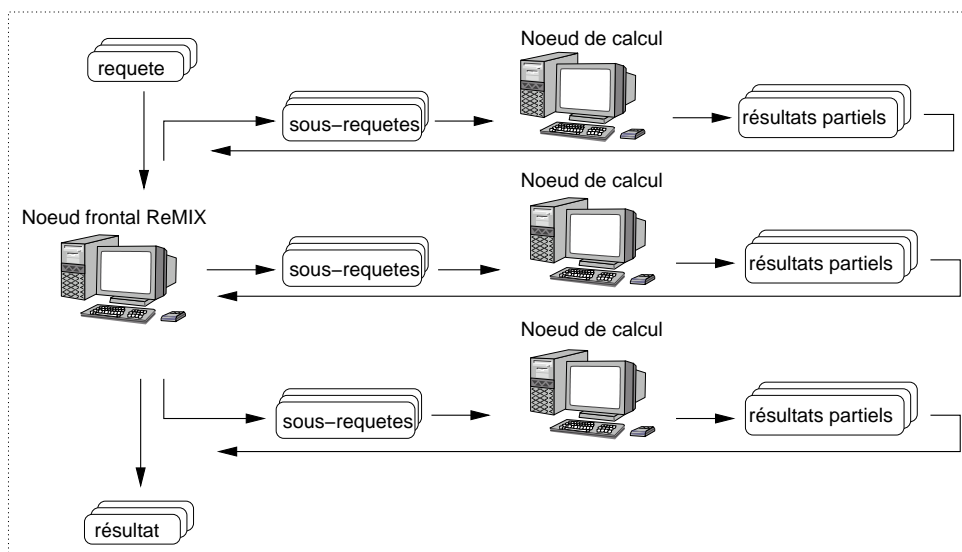 Noeud de calcul
requete
sous−requetes
résultats partiels
Noeud de calcul
Noeud frontal ReMIX
sous−requetes
résultats partiels
Noeud de calcul
sous−requetes
résultats partiels
résultat